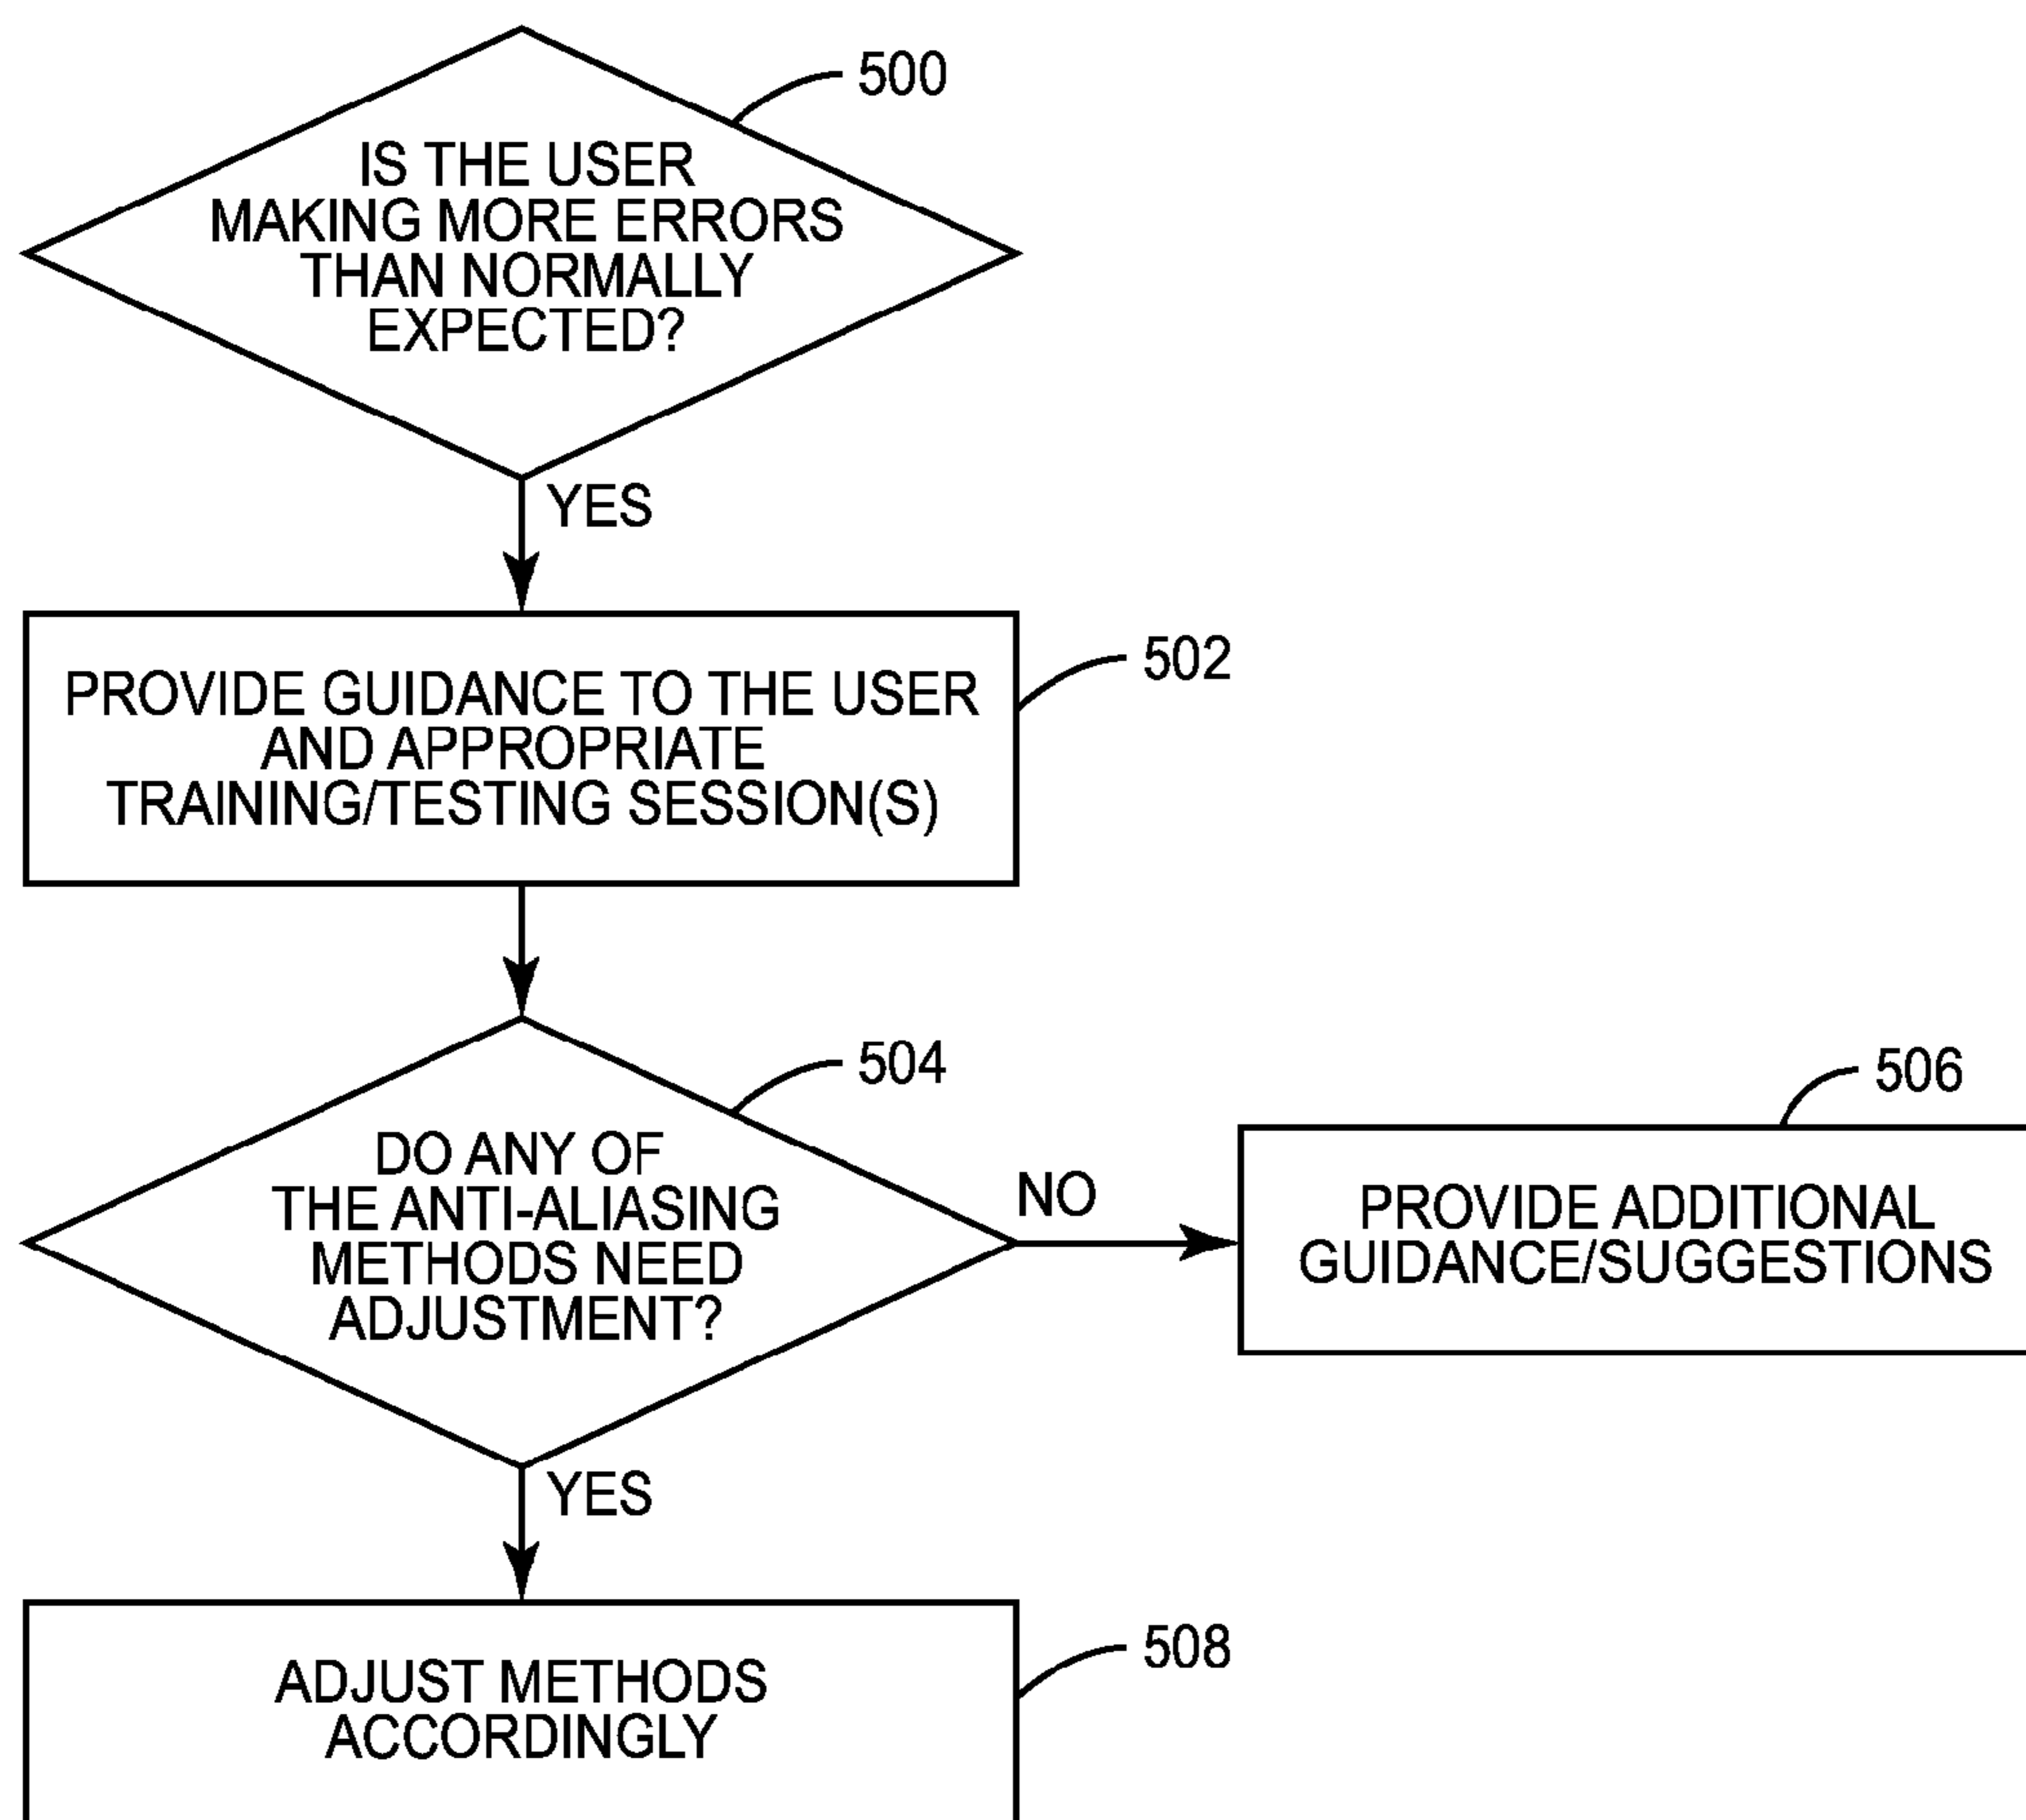 500
IS THE USER
MAKING MORE ERRORS
THAN NORMALLY
EXPECTED?
YES
502
PROVIDE GUIDANCE TO THE USER
AND APPROPRIATE
TRAINING/TESTING SESSION(S)
504
DO ANY OF
THE ANTI-ALIASING
METHODS NEED
ADJUSTMENT?
NO
506
PROVIDE ADDITIONAL
GUIDANCE/SUGGESTIONS
YES
508
ADJUST METHODS
ACCORDINGLY